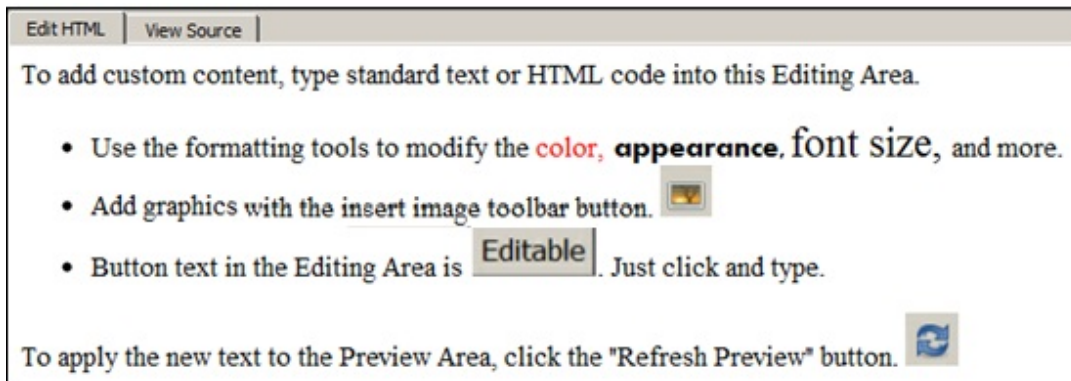 Edit HTML View Source
To add custom content, type standard text or HTML code into this Editing Area.
• Use the formatting tools to modify the color, appearance, font size, and more.
• Add graphics with the insert image toolbar button.
• Button text in the Editing Area is Editable. Just click and type.
To apply the new text to the Preview Area, click the "Refresh Preview" button.